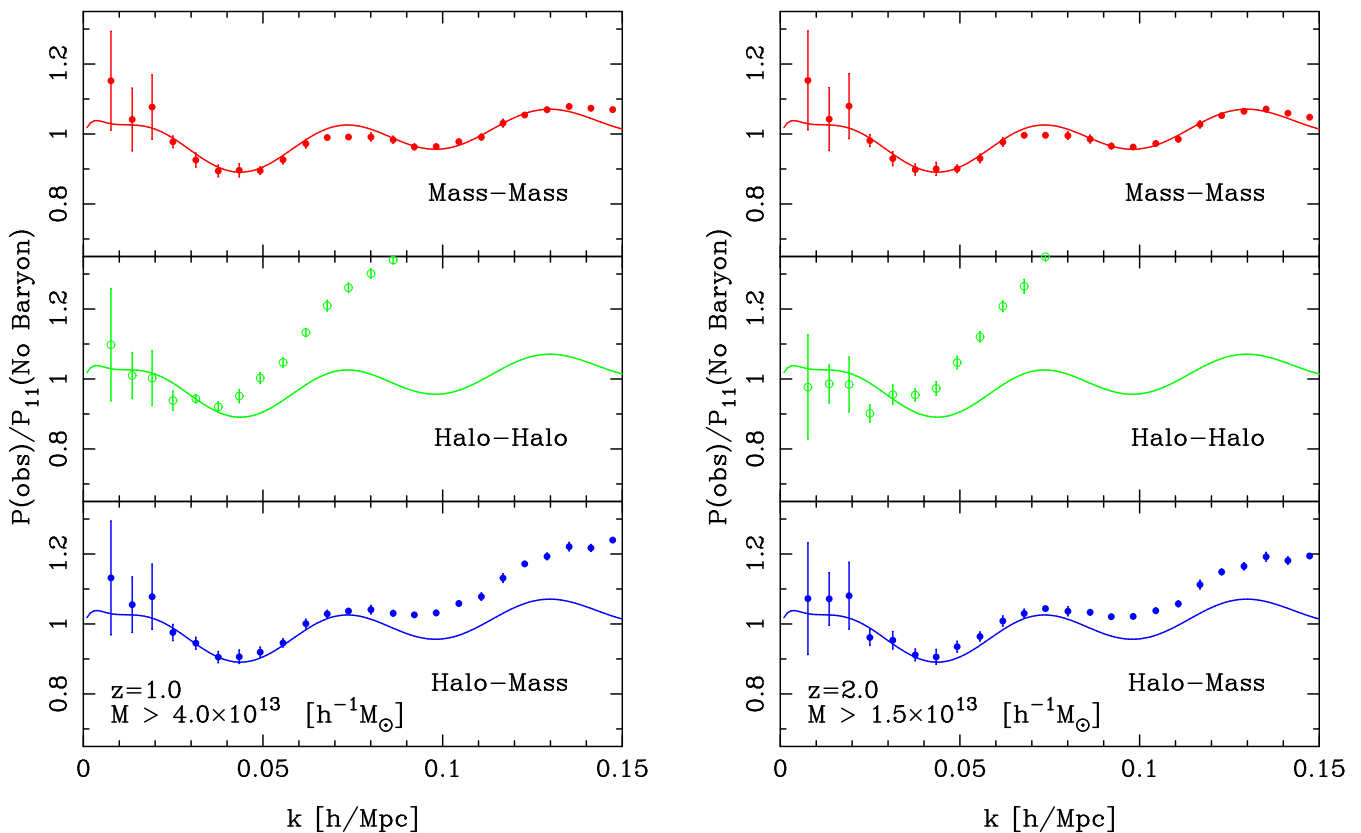 P(obs)/P₁₁(No Baryon)
1.2
1
0.8
Mass−Mass
1.2
1
0.8
Halo−Halo
1.2
1
0.8
Halo−Mass
z=1.0
M > 4.0×10¹³ [h⁻¹M☉]
0
0.05
0.1
0.15
k [h/Mpc]
P(obs)/P₁₁(No Baryon)
1.2
1
0.8
Mass−Mass
1.2
1
0.8
Halo−Halo
1.2
1
0.8
Halo−Mass
z=2.0
M > 1.5×10¹³ [h⁻¹M☉]
0
0.05
0.1
0.15
k [h/Mpc]